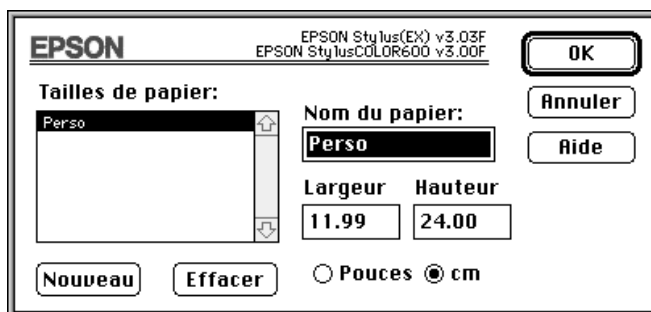 EPSON
EPSON Stylus(EX) v3.03F
EPSON StylusCOLOR600 v3.00F
OK
Annuler
Aide
Tailles de papier:
Perso
Nom du papier:
Perso
Largeur Hauteur
11.99 24.00
Pouces cm
Nouveau Effacer